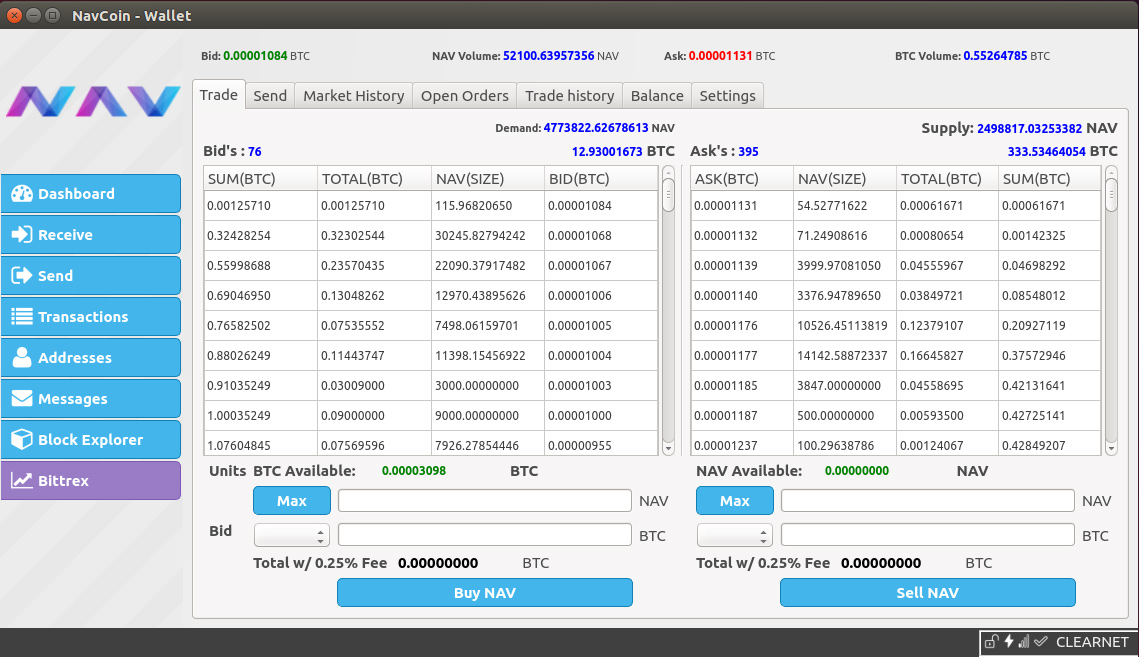 NavCoin - Wallet
Bid: 0.00001084 BTC NAV Volume: 52100.63957356 NAV Ask: 0.00001131 BTC BTC Volume: 0.55264785 BTC
NAV
Trade Send Market History Open Orders Trade history Balance Settings
Demand: 4773822.62678613 NAV Supply: 2498817.03253382 NAV
Bid's : 76 12.93001673 BTC Ask's : 395 333.53464054 BTC
Dashboard
Receive
Send
Transactions
Addresses
Messages
Block Explorer
Bittrex
SUM(BTC) TOTAL(BTC) NAV(SIZE) BID(BTC)
0.00125710 0.00125710 115.96820650 0.00001084
0.32428254 0.32302544 30245.82794242 0.00001068
0.55998688 0.23570435 22090.37917482 0.00001067
0.69046950 0.13048262 12970.43895626 0.00001006
0.76582502 0.07535552 7498.06159701 0.00001005
0.88026249 0.11443747 11398.15456922 0.00001004
0.91035249 0.03009000 3000.00000000 0.00001003
1.00035249 0.09000000 9000.00000000 0.00001000
1.07604845 0.07569596 7926.27854446 0.00000955
ASK(BTC) NAV(SIZE) TOTAL(BTC) SUM(BTC)
0.00001131 54.52771622 0.00061671 0.00061671
0.00001132 71.24908616 0.00080654 0.00142325
0.00001139 3999.97081050 0.04555967 0.04698292
0.00001140 3376.94789650 0.03849721 0.08548012
0.00001176 10526.45113819 0.12379107 0.20927119
0.00001177 14142.58872337 0.16645827 0.37572946
0.00001185 3847.00000000 0.04558695 0.42131641
0.00001187 500.00000000 0.00593500 0.42725141
0.00001237 100.29638786 0.00124067 0.42849207
Units BTC Available: 0.00003098 BTC
Max NAV
Bid BTC
Total w/ 0.25% Fee 0.00000000 BTC
Buy NAV
NAV Available: 0.00000000 NAV
Max NAV
BTC
Total w/ 0.25% Fee 0.00000000 BTC
Sell NAV
CLEARNET